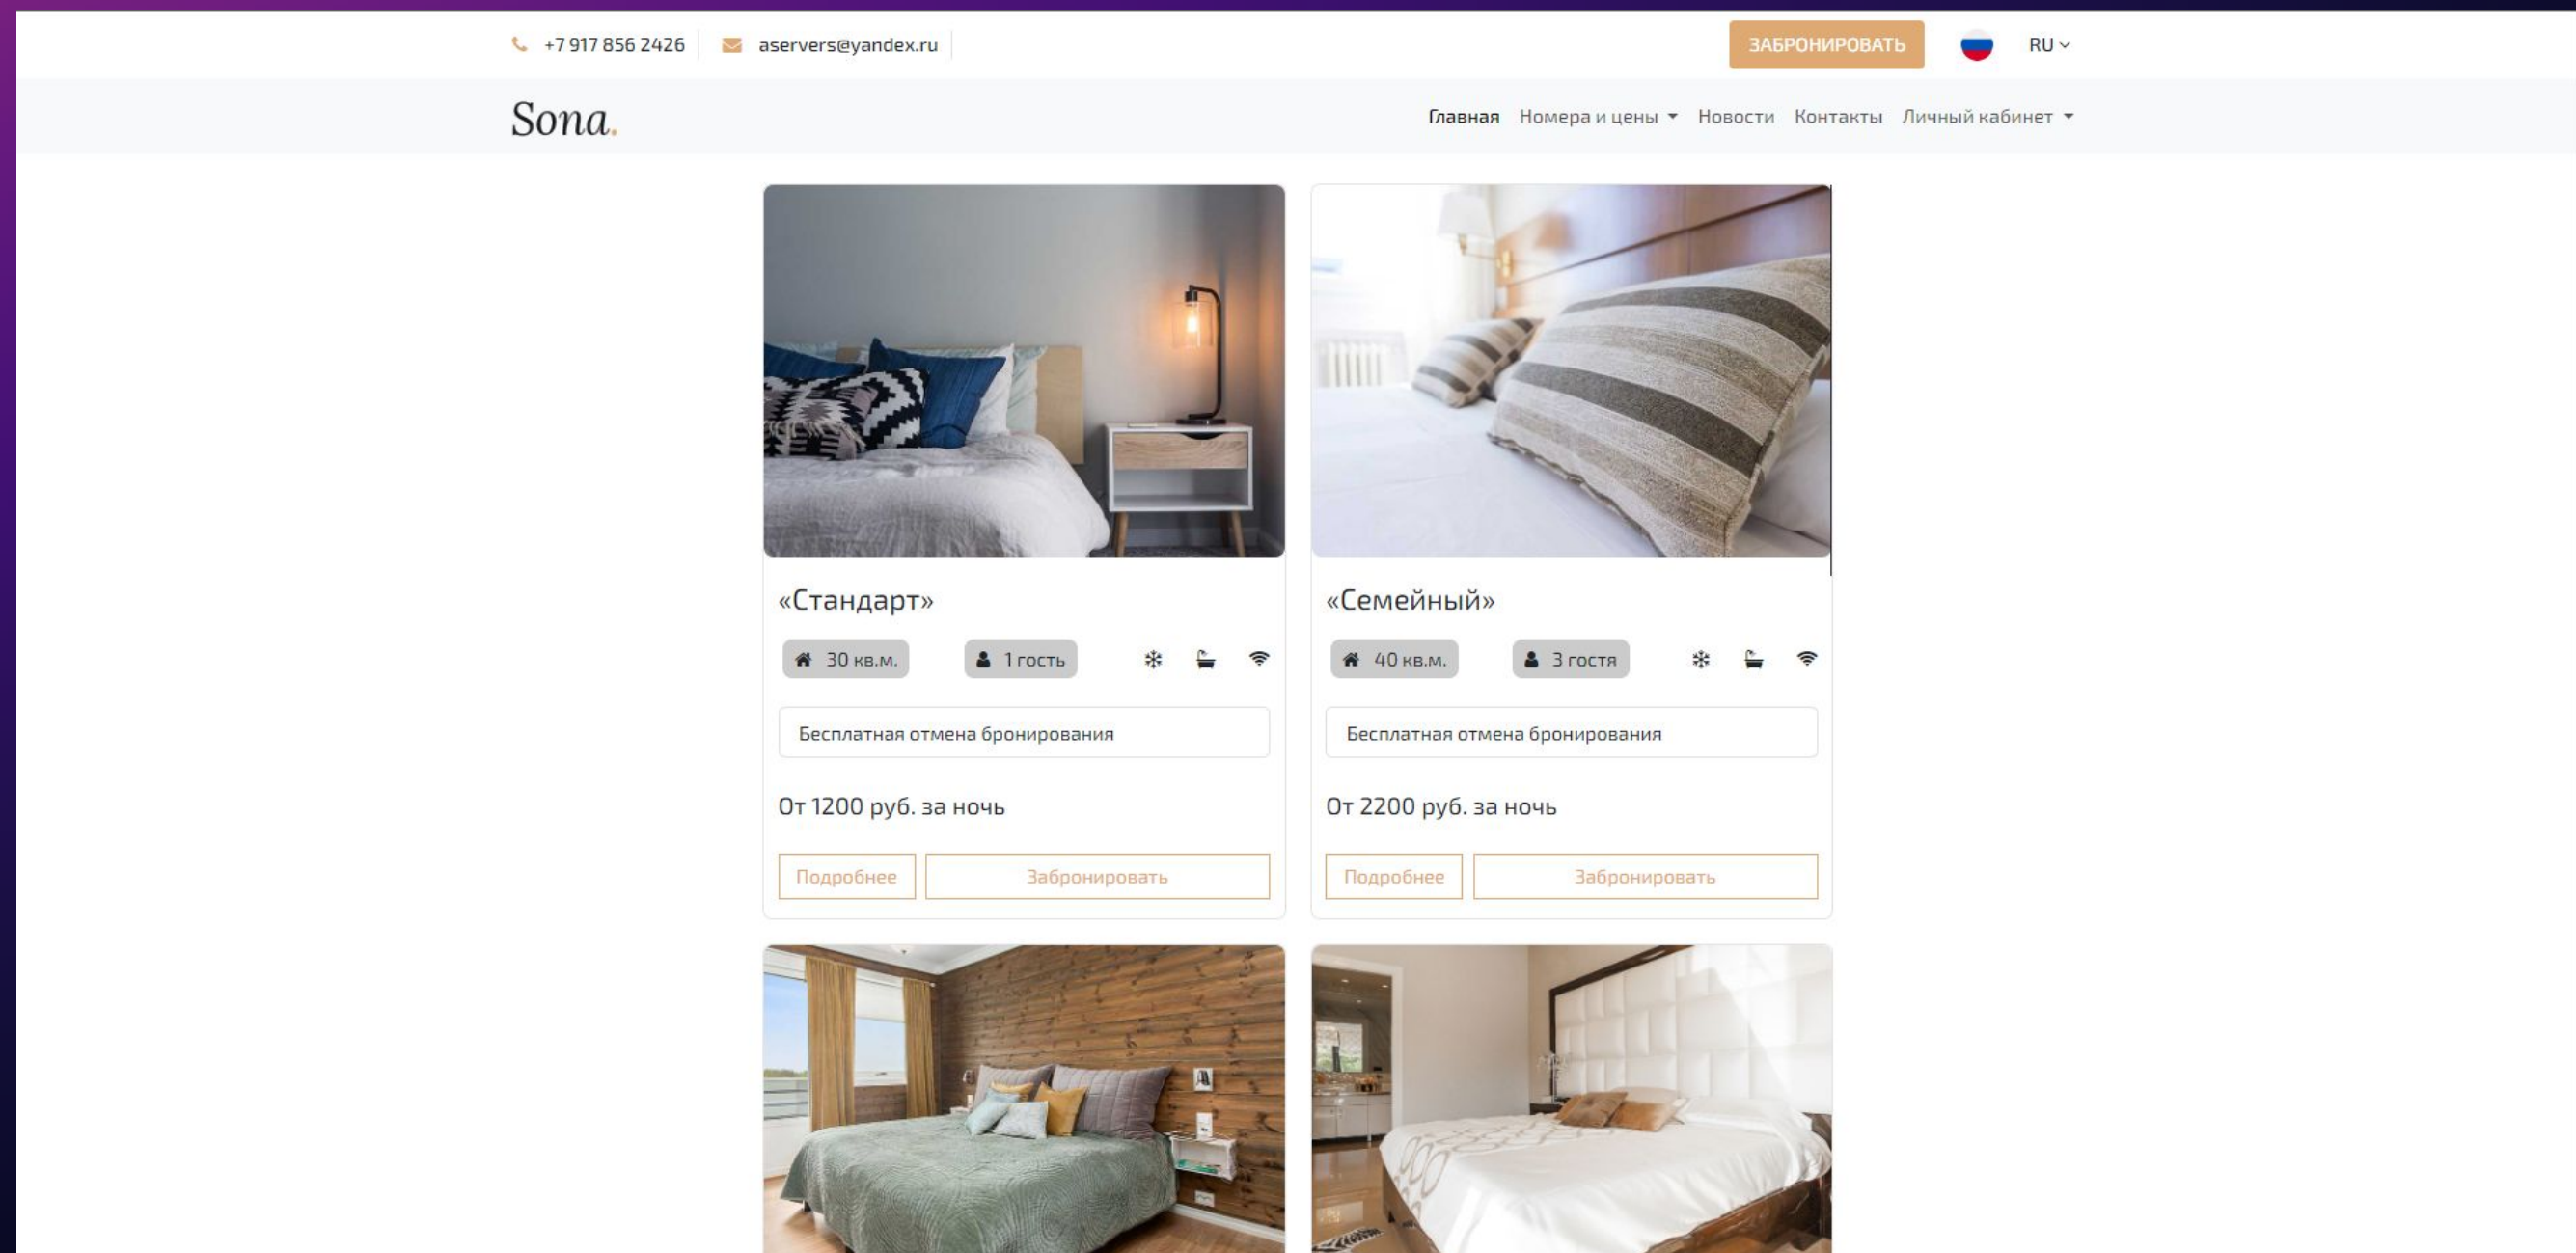 +7 917 856 2426 aservers@yandex.ru ЗАБРОНИРОВАТЬ RU
Sona. Главная Номера и цены Новости Контакты Личный кабинет
«Стандарт»
30 кв.м. 1 гость
Бесплатная отмена бронирования
От 1200 руб. за ночь
Подробнее Забронировать
«Семейный»
40 кв.м. 3 гостя
Бесплатная отмена бронирования
От 2200 руб. за ночь
Подробнее Забронировать